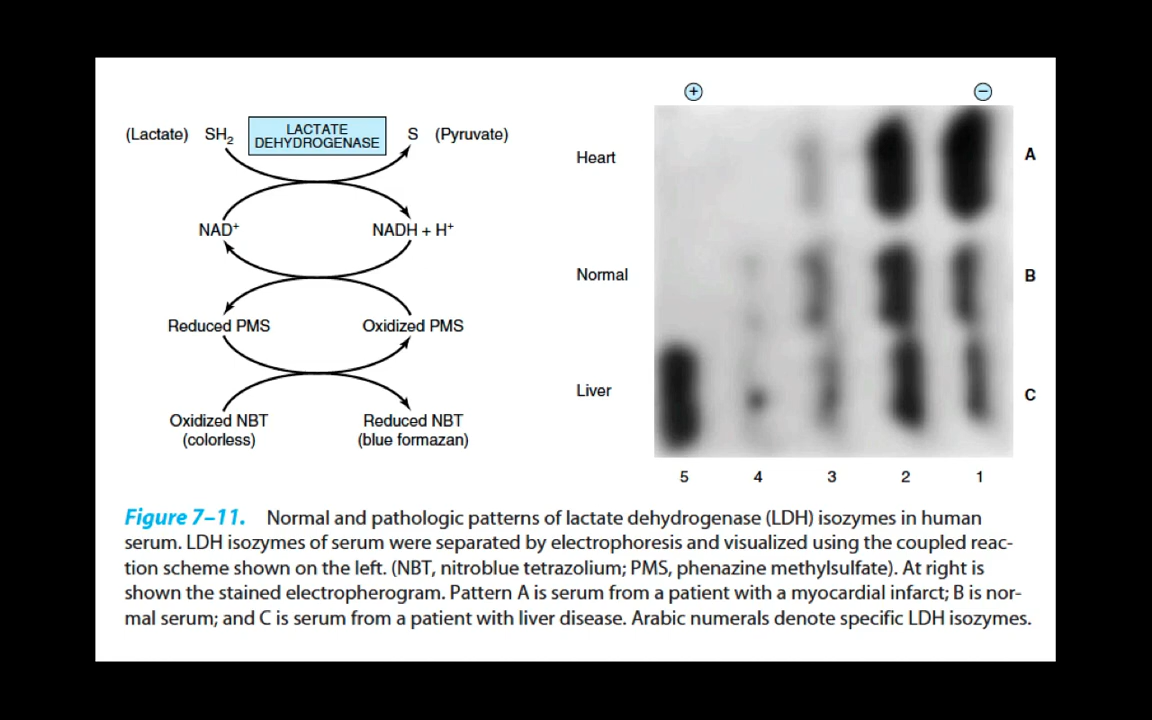 (Lactate) SH₂ LACTATE DEHYDROGENASE S (Pyruvate)
NAD⁺ NADH + H⁺
Reduced PMS Oxidized PMS
Oxidized NBT (colorless) Reduced NBT (blue formazan)
+ −
Heart A
Normal B
Liver C
5 4 3 2 1
Figure 7–11. Normal and pathologic patterns of lactate dehydrogenase (LDH) isozymes in human
serum. LDH isozymes of serum were separated by electrophoresis and visualized using the coupled reac-
tion scheme shown on the left. (NBT, nitroblue tetrazolium; PMS, phenazine methylsulfate). At right is
shown the stained electropherogram. Pattern A is serum from a patient with a myocardial infarct; B is nor-
mal serum; and C is serum from a patient with liver disease. Arabic numerals denote specific LDH isozymes.